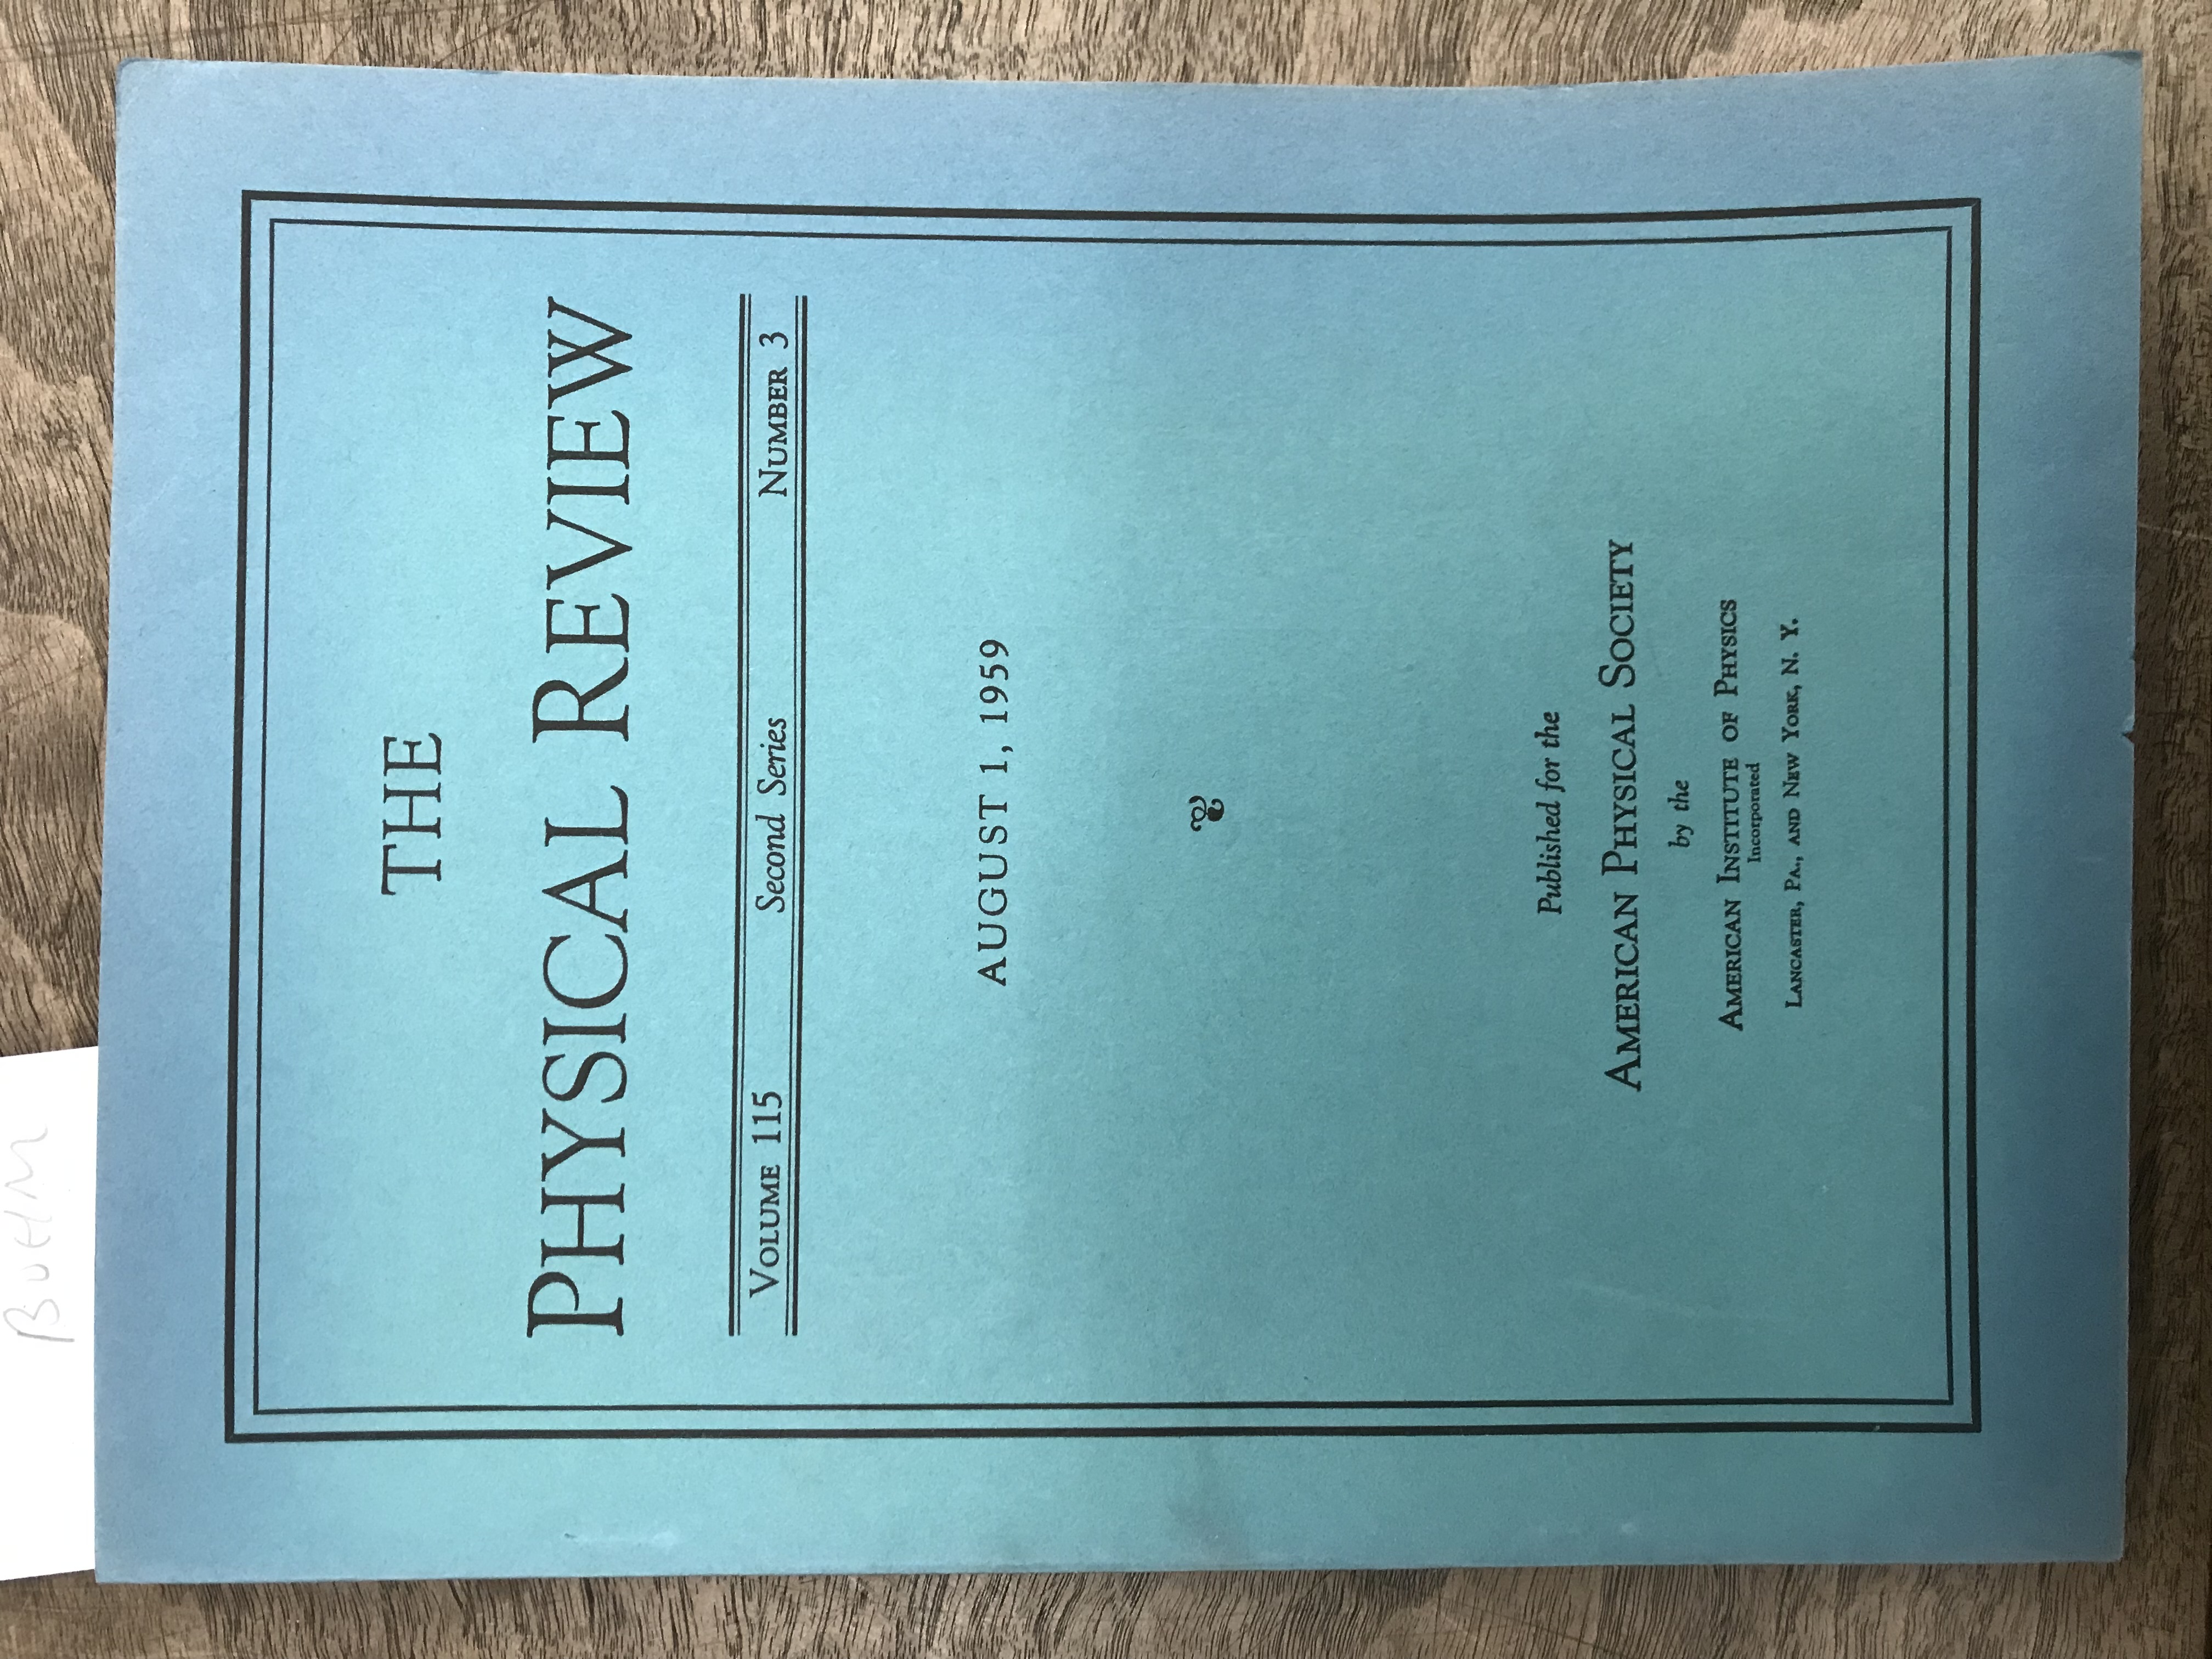 BOHM
THE
PHYSICAL REVIEW
VOLUME 115 Second Series NUMBER 3
AUGUST 1, 1959
Published for the
AMERICAN PHYSICAL SOCIETY
by the
AMERICAN INSTITUTE OF PHYSICS
Incorporated
LANCASTER, PA., AND NEW YORK, N. Y.